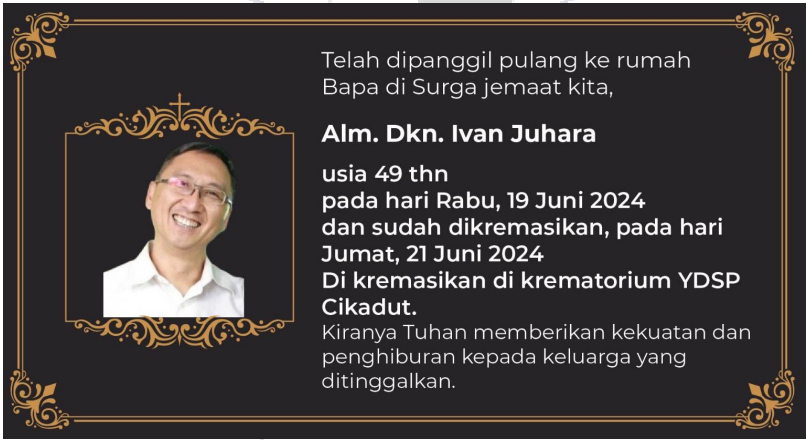 Telah dipanggil pulang ke rumah
Bapa di Surga jemaat kita,
Alm. Dkn. Ivan Juhara
usia 49 thn
pada hari Rabu, 19 Juni 2024
dan sudah dikremasikan, pada hari
Jumat, 21 Juni 2024
Di kremasikan di krematorium YDSP
Cikadut.
Kiranya Tuhan memberikan kekuatan dan
penghiburan kepada keluarga yang
ditinggalkan.